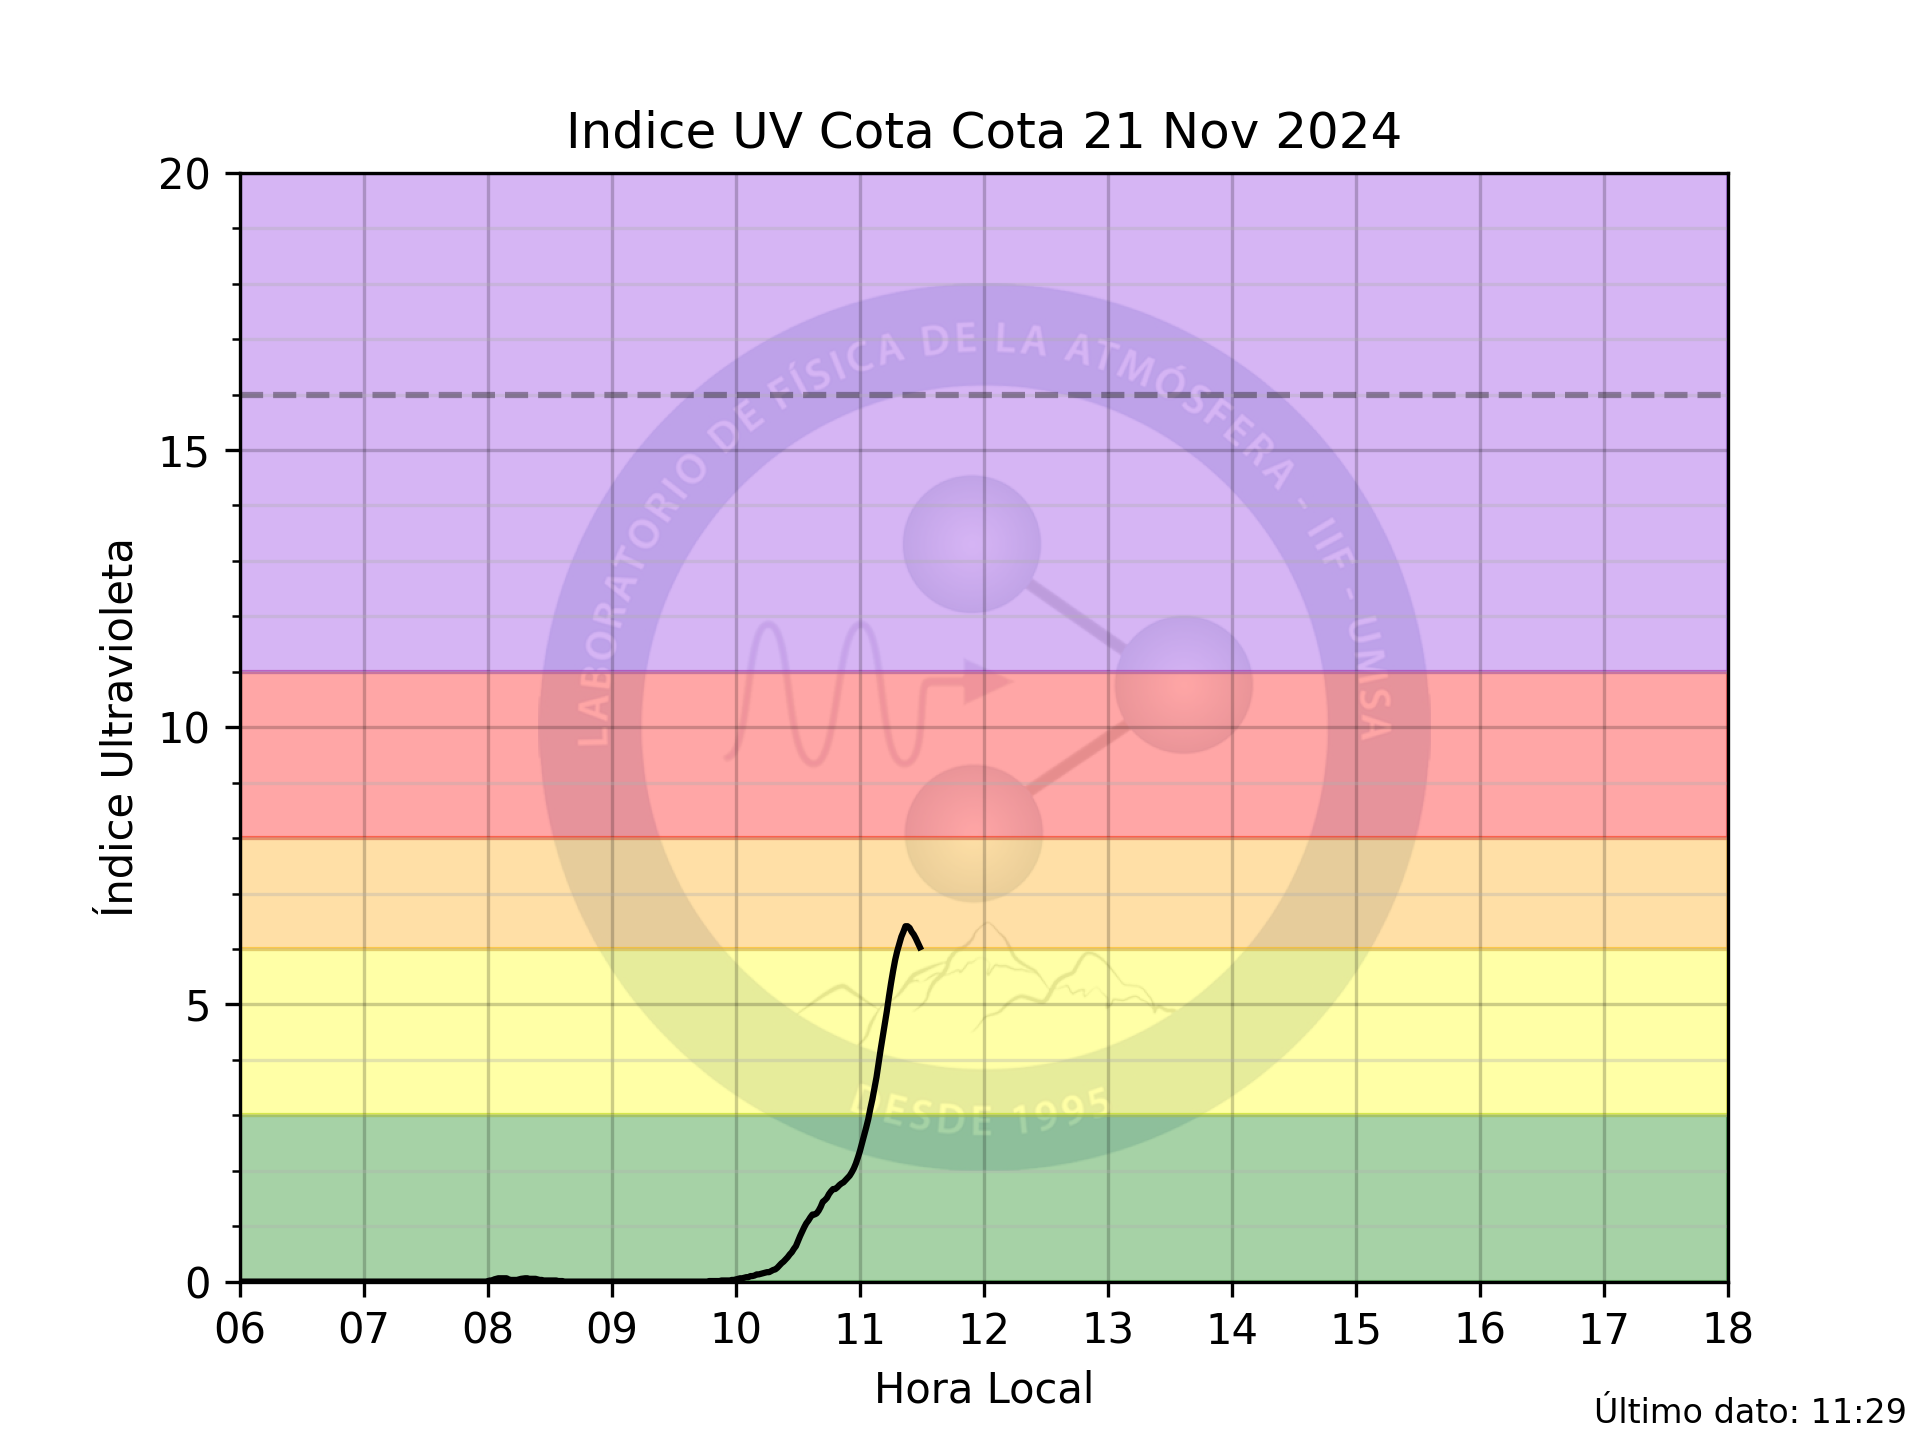 Indice UV Cota Cota 21 Nov 2024
20
15
10
5
0
Índice Ultravioleta
LABORATORIO DE FÍSICA DE LA ATMÓSFERA - IIF - UMSA
DESDE 1995
06 07 08 09 10 11 12 13 14 15 16 17 18
Hora Local
Último dato: 11:29